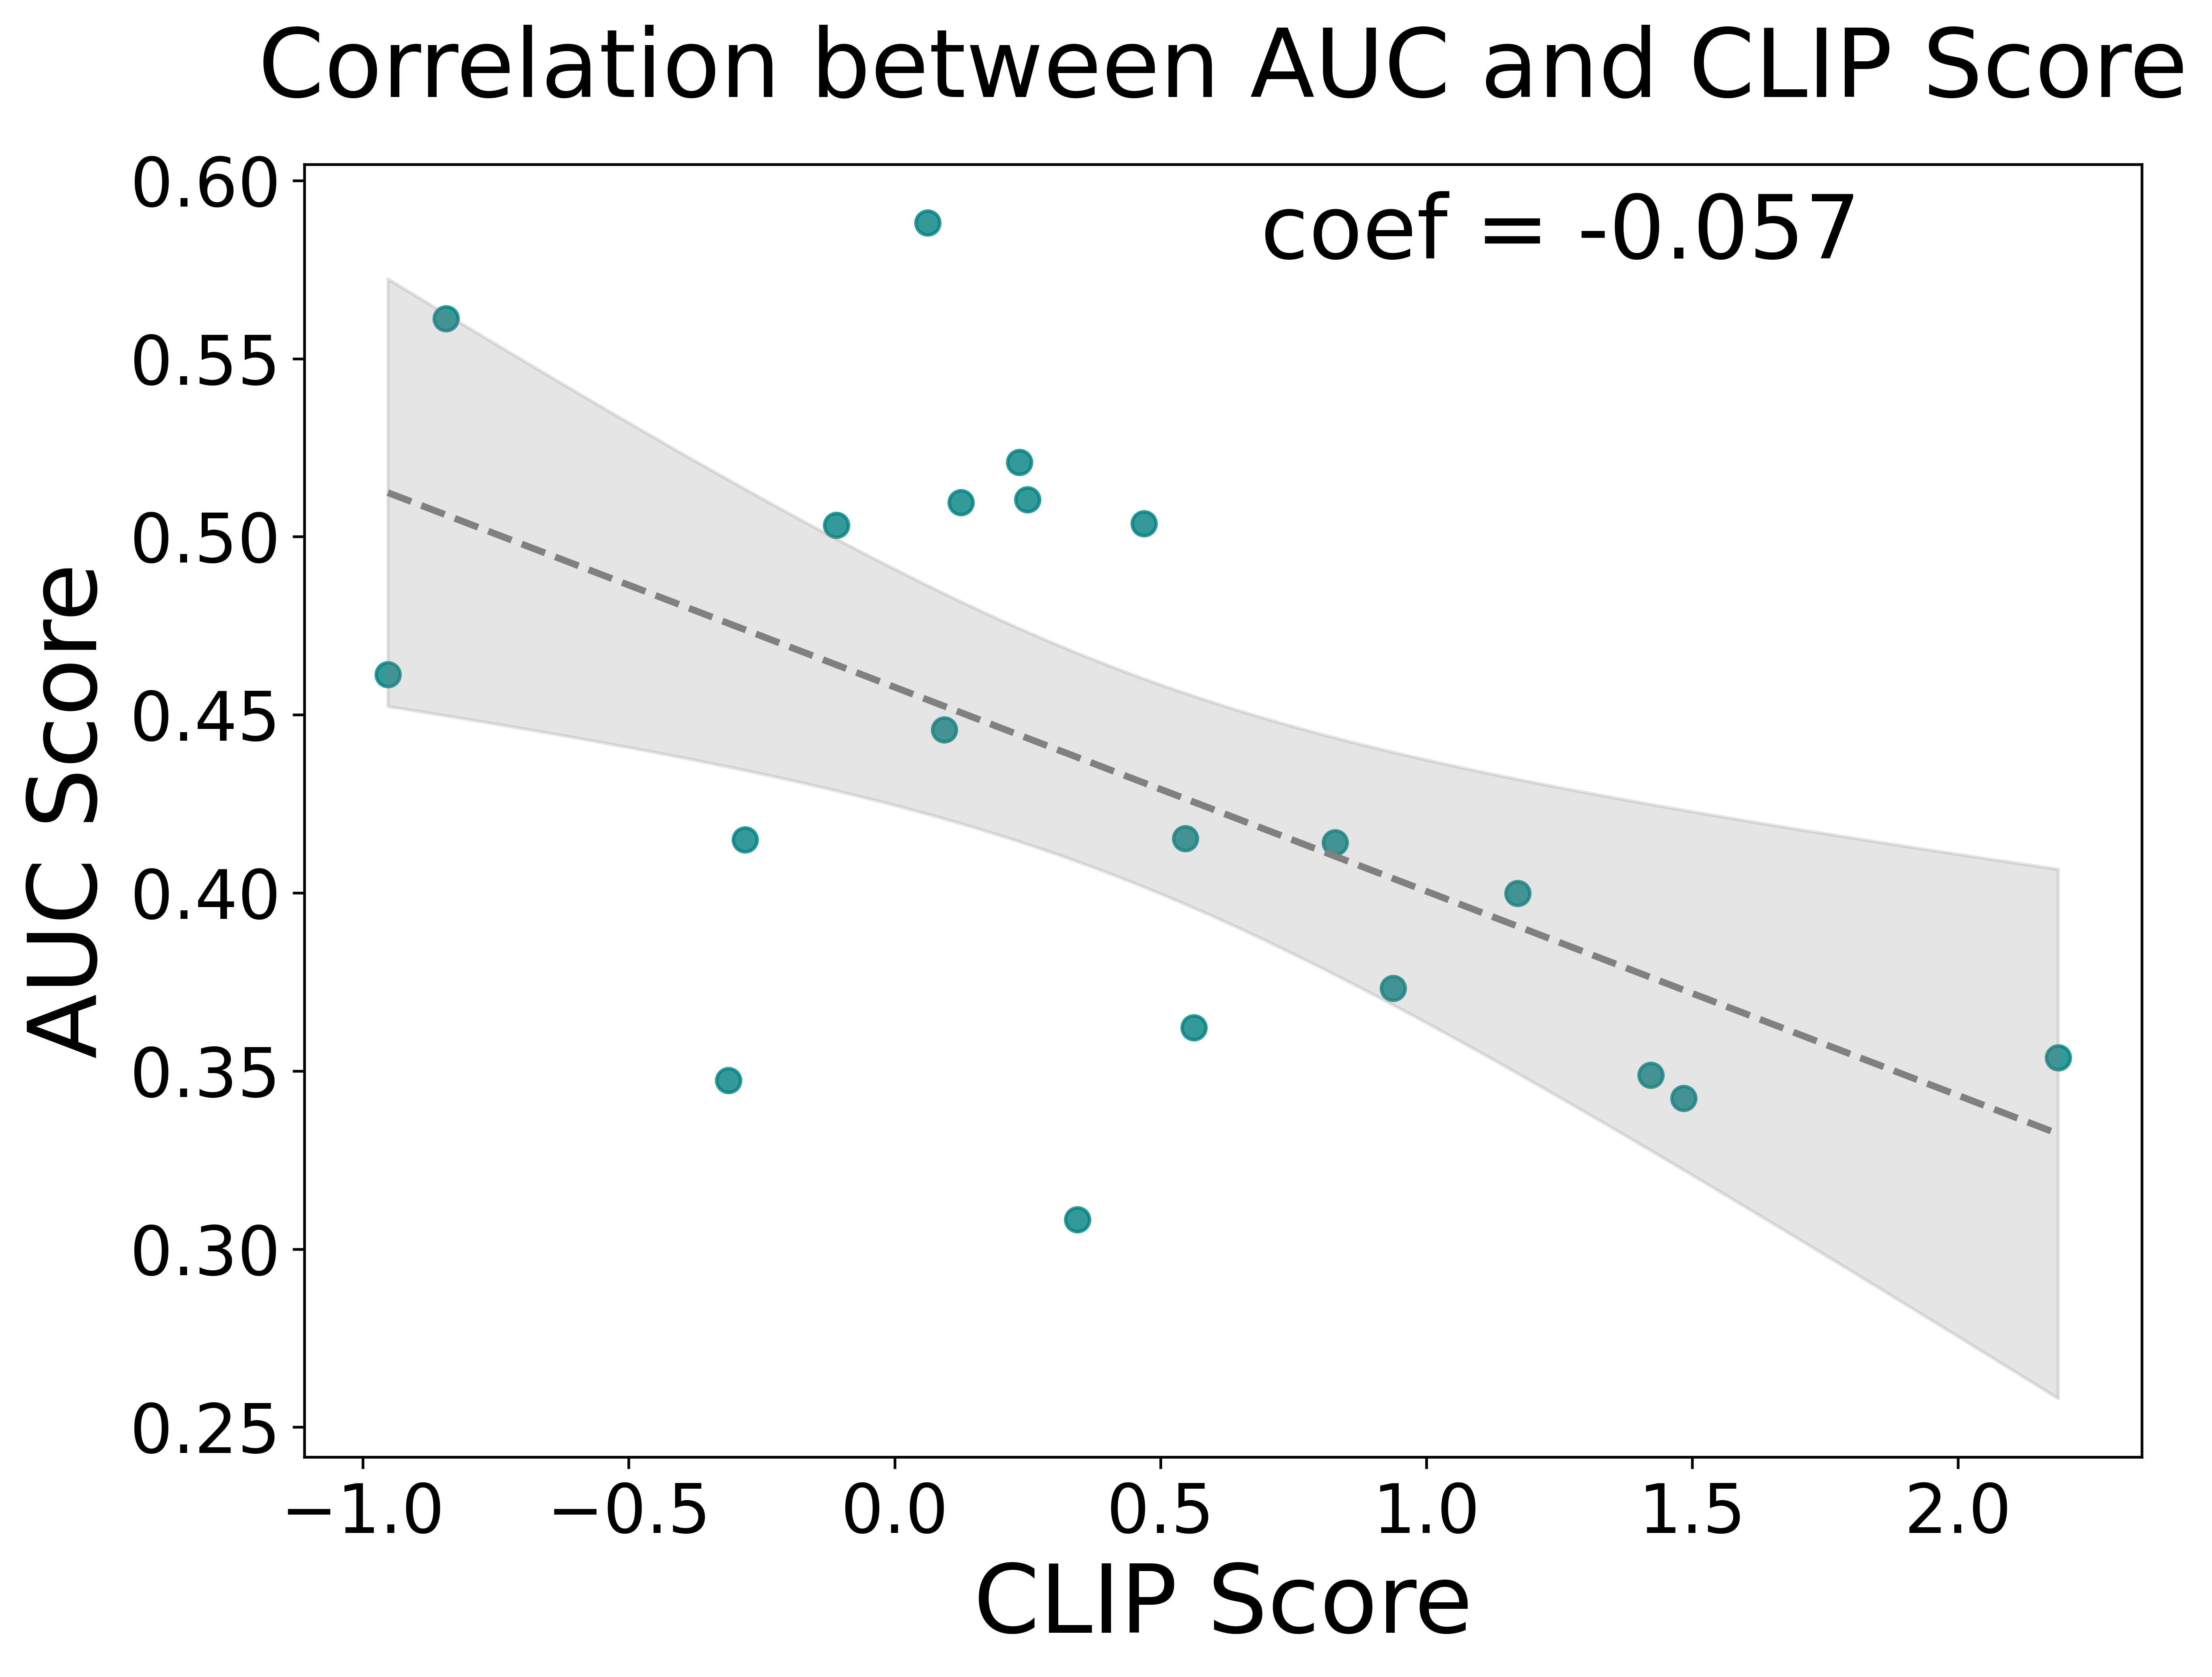 Correlation between AUC and CLIP Score
coef = -0.057
AUC Score
0.60
0.55
0.50
0.45
0.40
0.35
0.30
0.25
−1.0 −0.5 0.0 0.5 1.0 1.5 2.0
CLIP Score